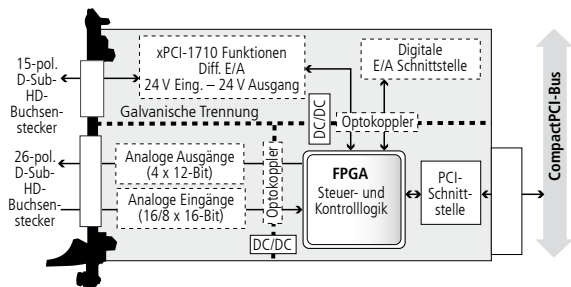 15-pol.
D-Sub-
HD-
Buchsen-
stecker
xPCI-1710 Funktionen
Diff. E/A
24 V Eing. – 24 V Ausgang
Digitale
E/A Schnittstelle
Galvanische Trennung
DC/DC
Optokoppler
26-pol.
D-Sub-
HD-
Buchsen-
stecker
Analoge Ausgänge
(4 x 12-Bit)
Analoge Eingänge
(16/8 x 16-Bit)
Optokoppler
DC/DC
FPGA
Steuer- und
Kontrolllogik
PCI-
Schnitt-
stelle
CompactPCI-Bus